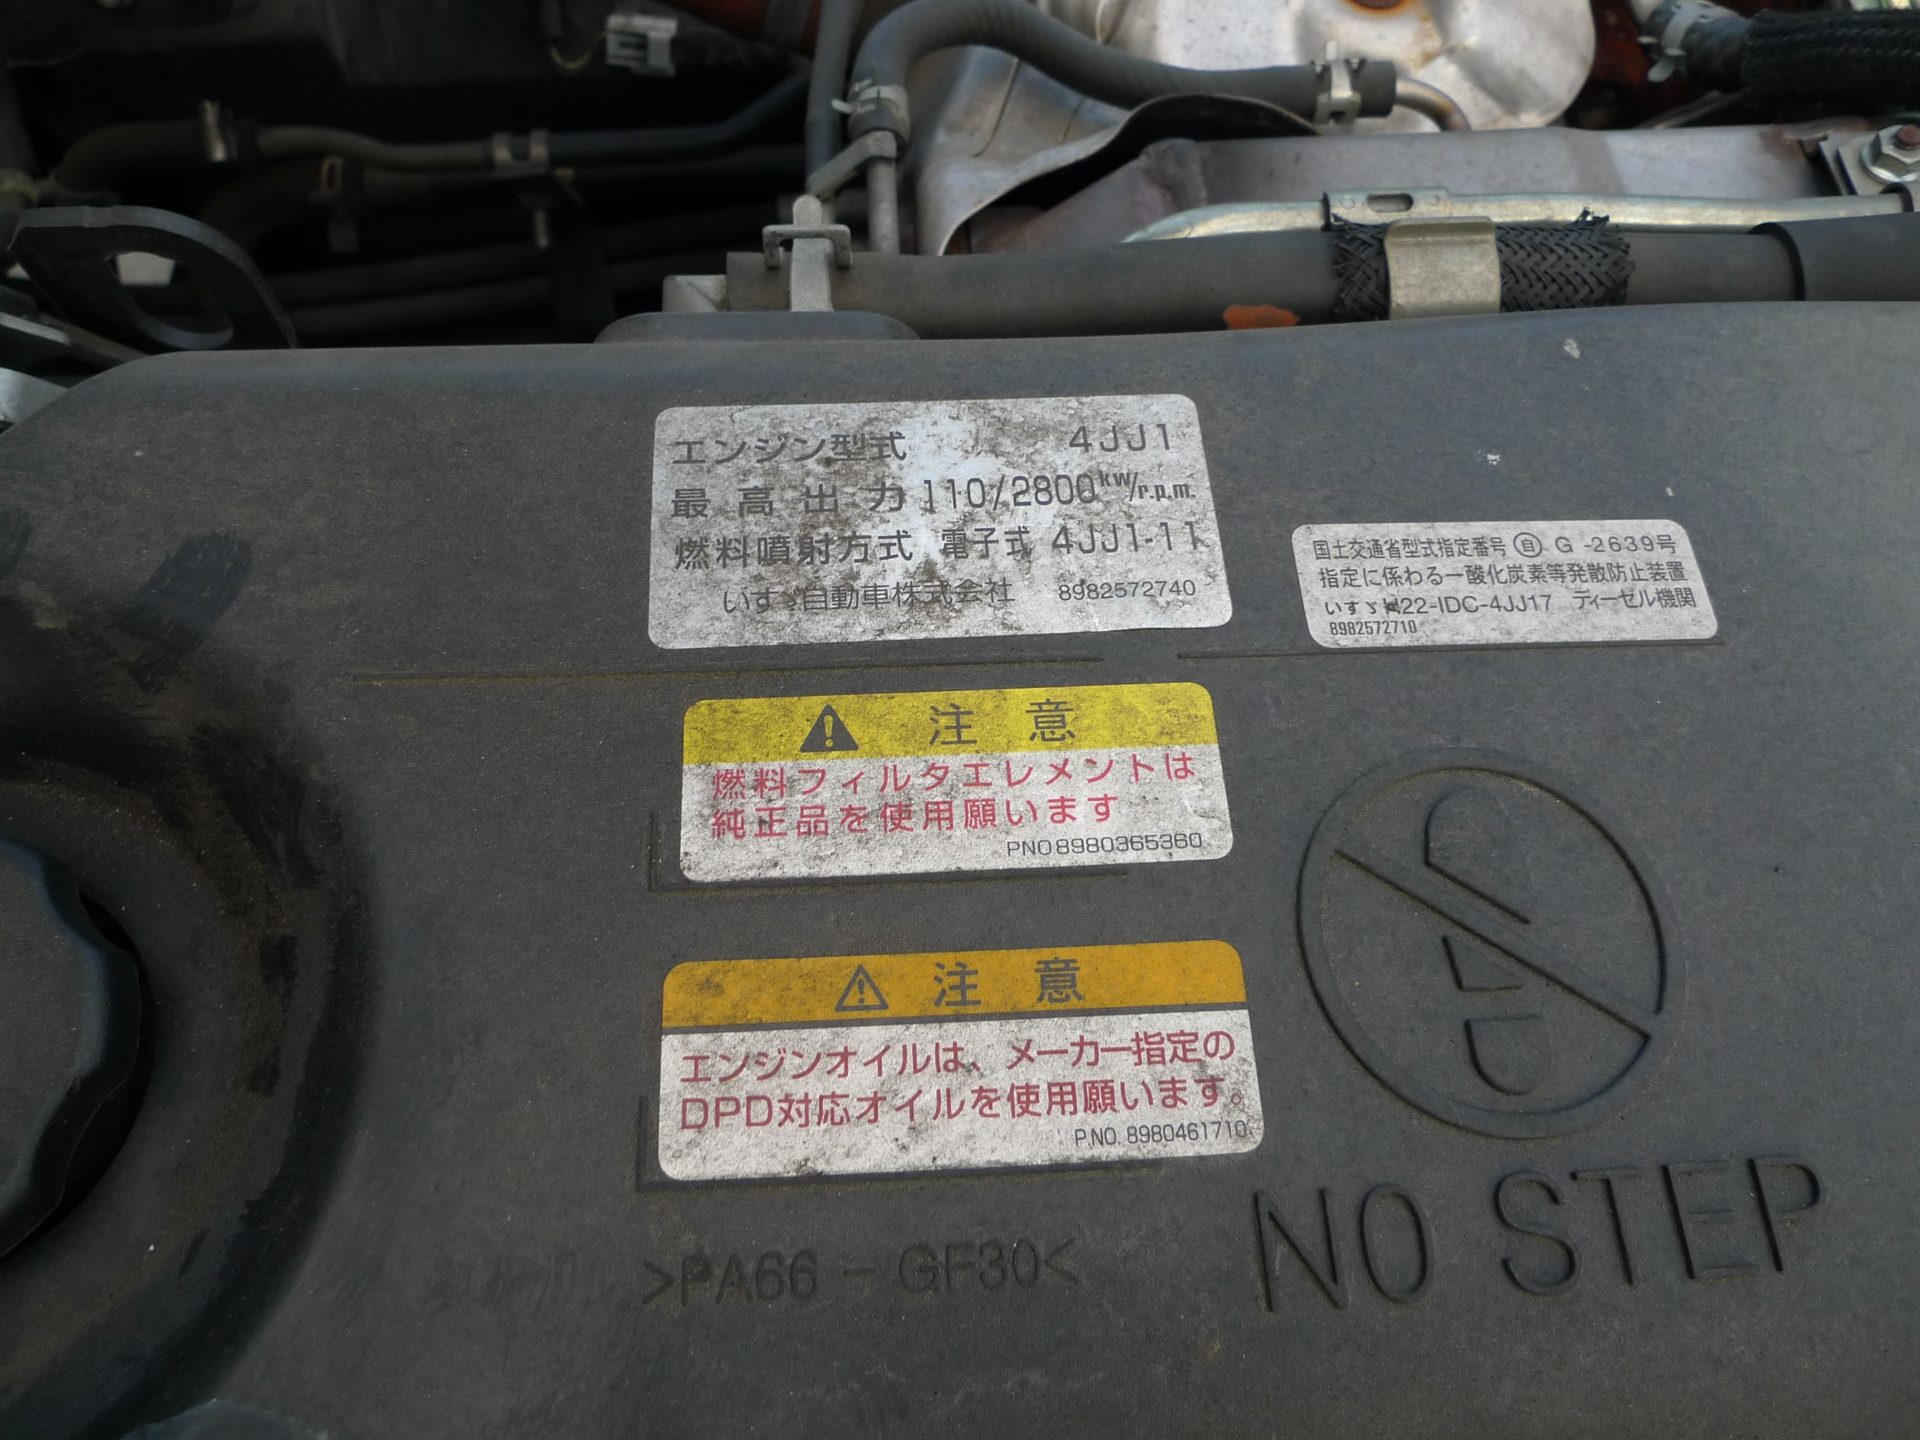 エンジン型式 4JJ1
最高出力 110/2800kW/r.p.m.
燃料噴射方式 電子式 4JJ1-11
いすゞ自動車株式会社 8982572740
国土交通省型式指定番号 ㊂ G-2639号
指定に係わる一酸化炭素等発散防止装置
いすゞH22-IDC-4JJ17 ディーゼル機関
8982572710
注意
燃料フィルタエレメントは
純正品を使用願います
PNO8980365360
注意
エンジンオイルは、メーカー指定の
DPD対応オイルを使用願います。
P.NO. 8980461710
>PA66-GF30<
NO STEP